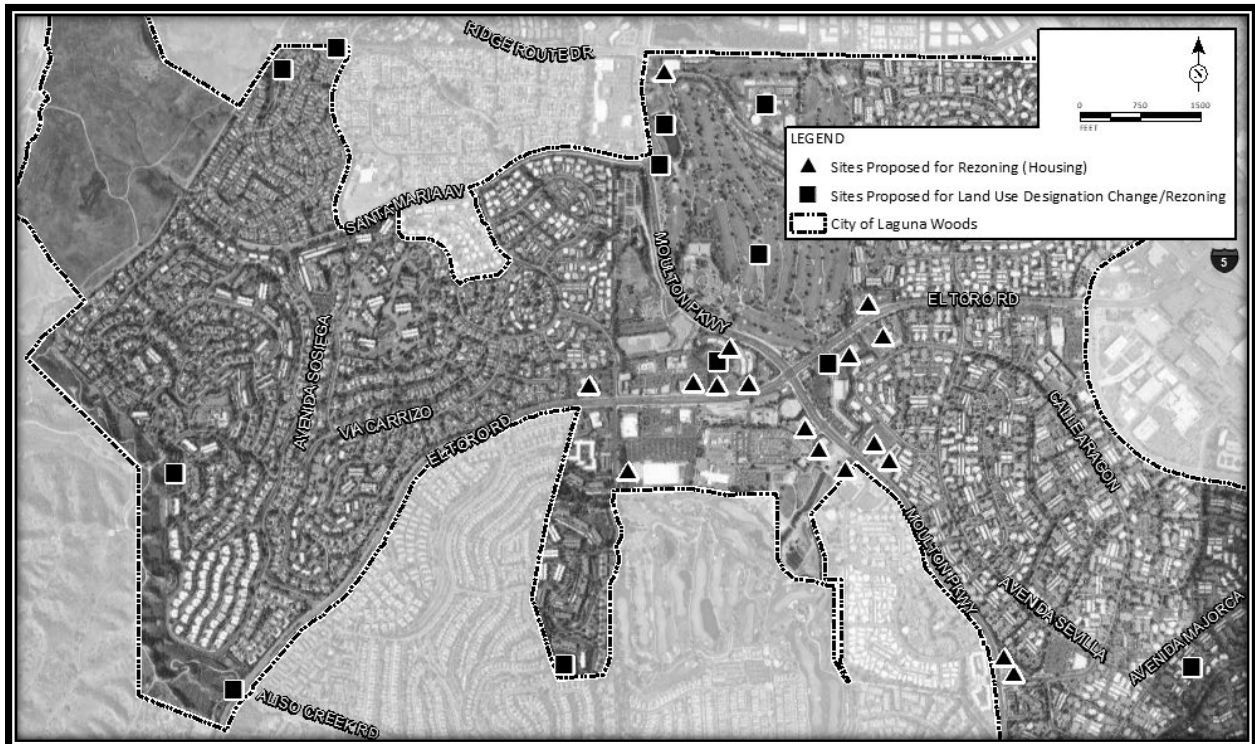 RIDGE ROUTE DR
N
0 750 1500
FEET
LEGEND
Sites Proposed for Rezoning (Housing)
Sites Proposed for Land Use Designation Change/Rezoning
City of Laguna Woods
SANTA MARIA AV
MOULTON PKWY
5
EL TORO RD
AVENIDA SOSIEGA
VIA CARRIZO
EL TORO RD
CALLE ARAGON
MOULTON PKWY
AVENIDA SEVILLA
AVENIDA MAJORCA
ALISO CREEK RD